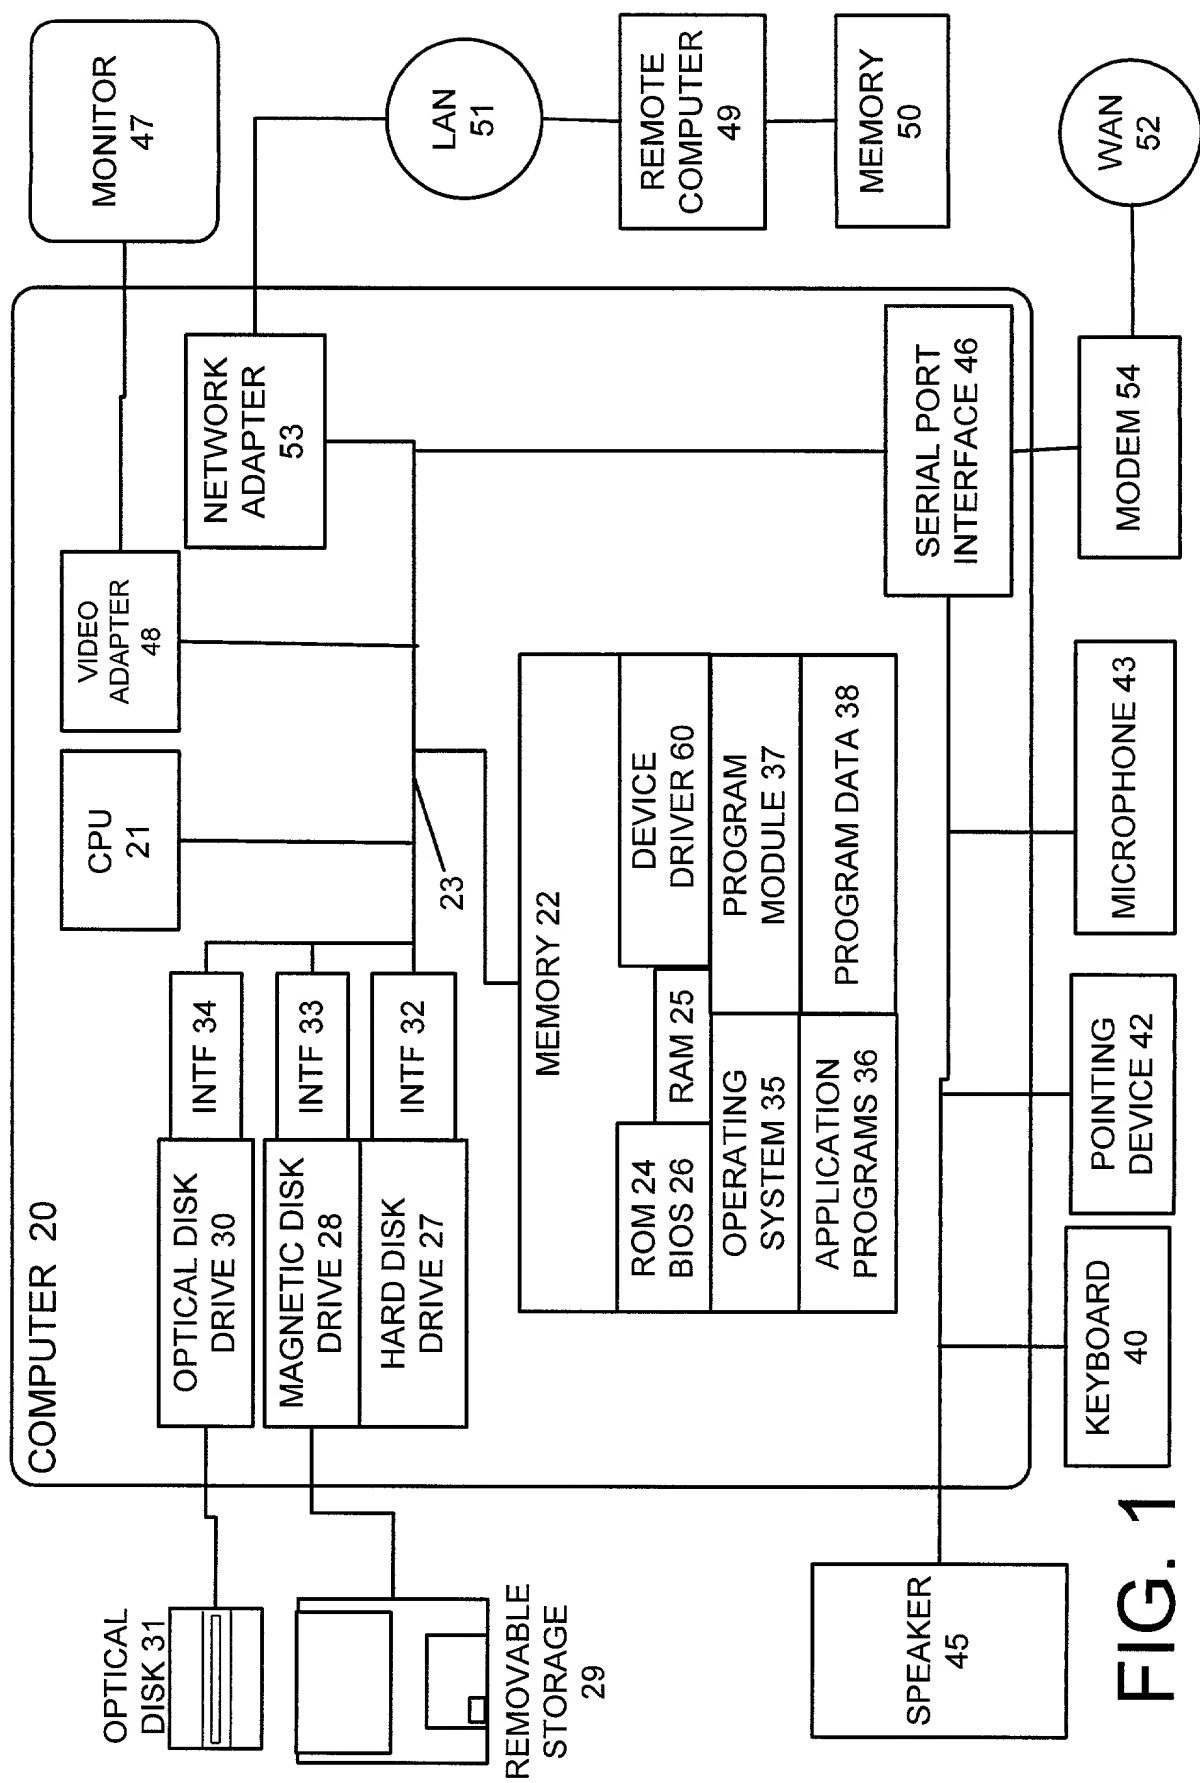 COMPUTER 20
MONITOR
47
VIDEO
ADAPTER
48
CPU
21
NETWORK
ADAPTER
53
LAN
51
REMOTE
COMPUTER
49
MEMORY
50
OPTICAL
DISK 31
OPTICAL DISK
DRIVE 30
INTF 34
MAGNETIC DISK
DRIVE 28
INTF 33
HARD DISK
DRIVE 27
INTF 32
23
REMOVABLE
STORAGE
29
MEMORY 22
ROM 24
BIOS 26
RAM 25
DEVICE
DRIVER 60
OPERATING
SYSTEM 35
PROGRAM
MODULE 37
APPLICATION
PROGRAMS 36
PROGRAM DATA 38
SERIAL PORT
INTERFACE 46
SPEAKER
45
KEYBOARD
40
POINTING
DEVICE 42
MICROPHONE 43
MODEM 54
WAN
52
FIG. 1